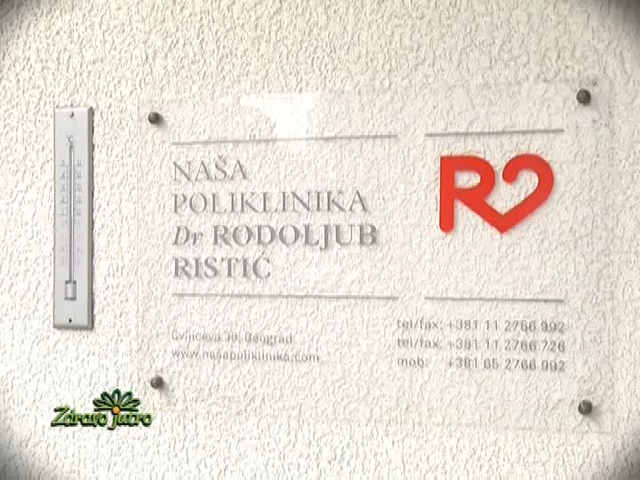 NAŠA
POLIKLINIKA
Dr RODOLJUB
RISTIĆ
R
Cvijićeva 30, Beograd
www.nasapoliklinika.com
tel/fax: +381 11 2766 992
tel/fax: +381 11 2766 726
mob: +381 65 2766 992
Zdravo jutro